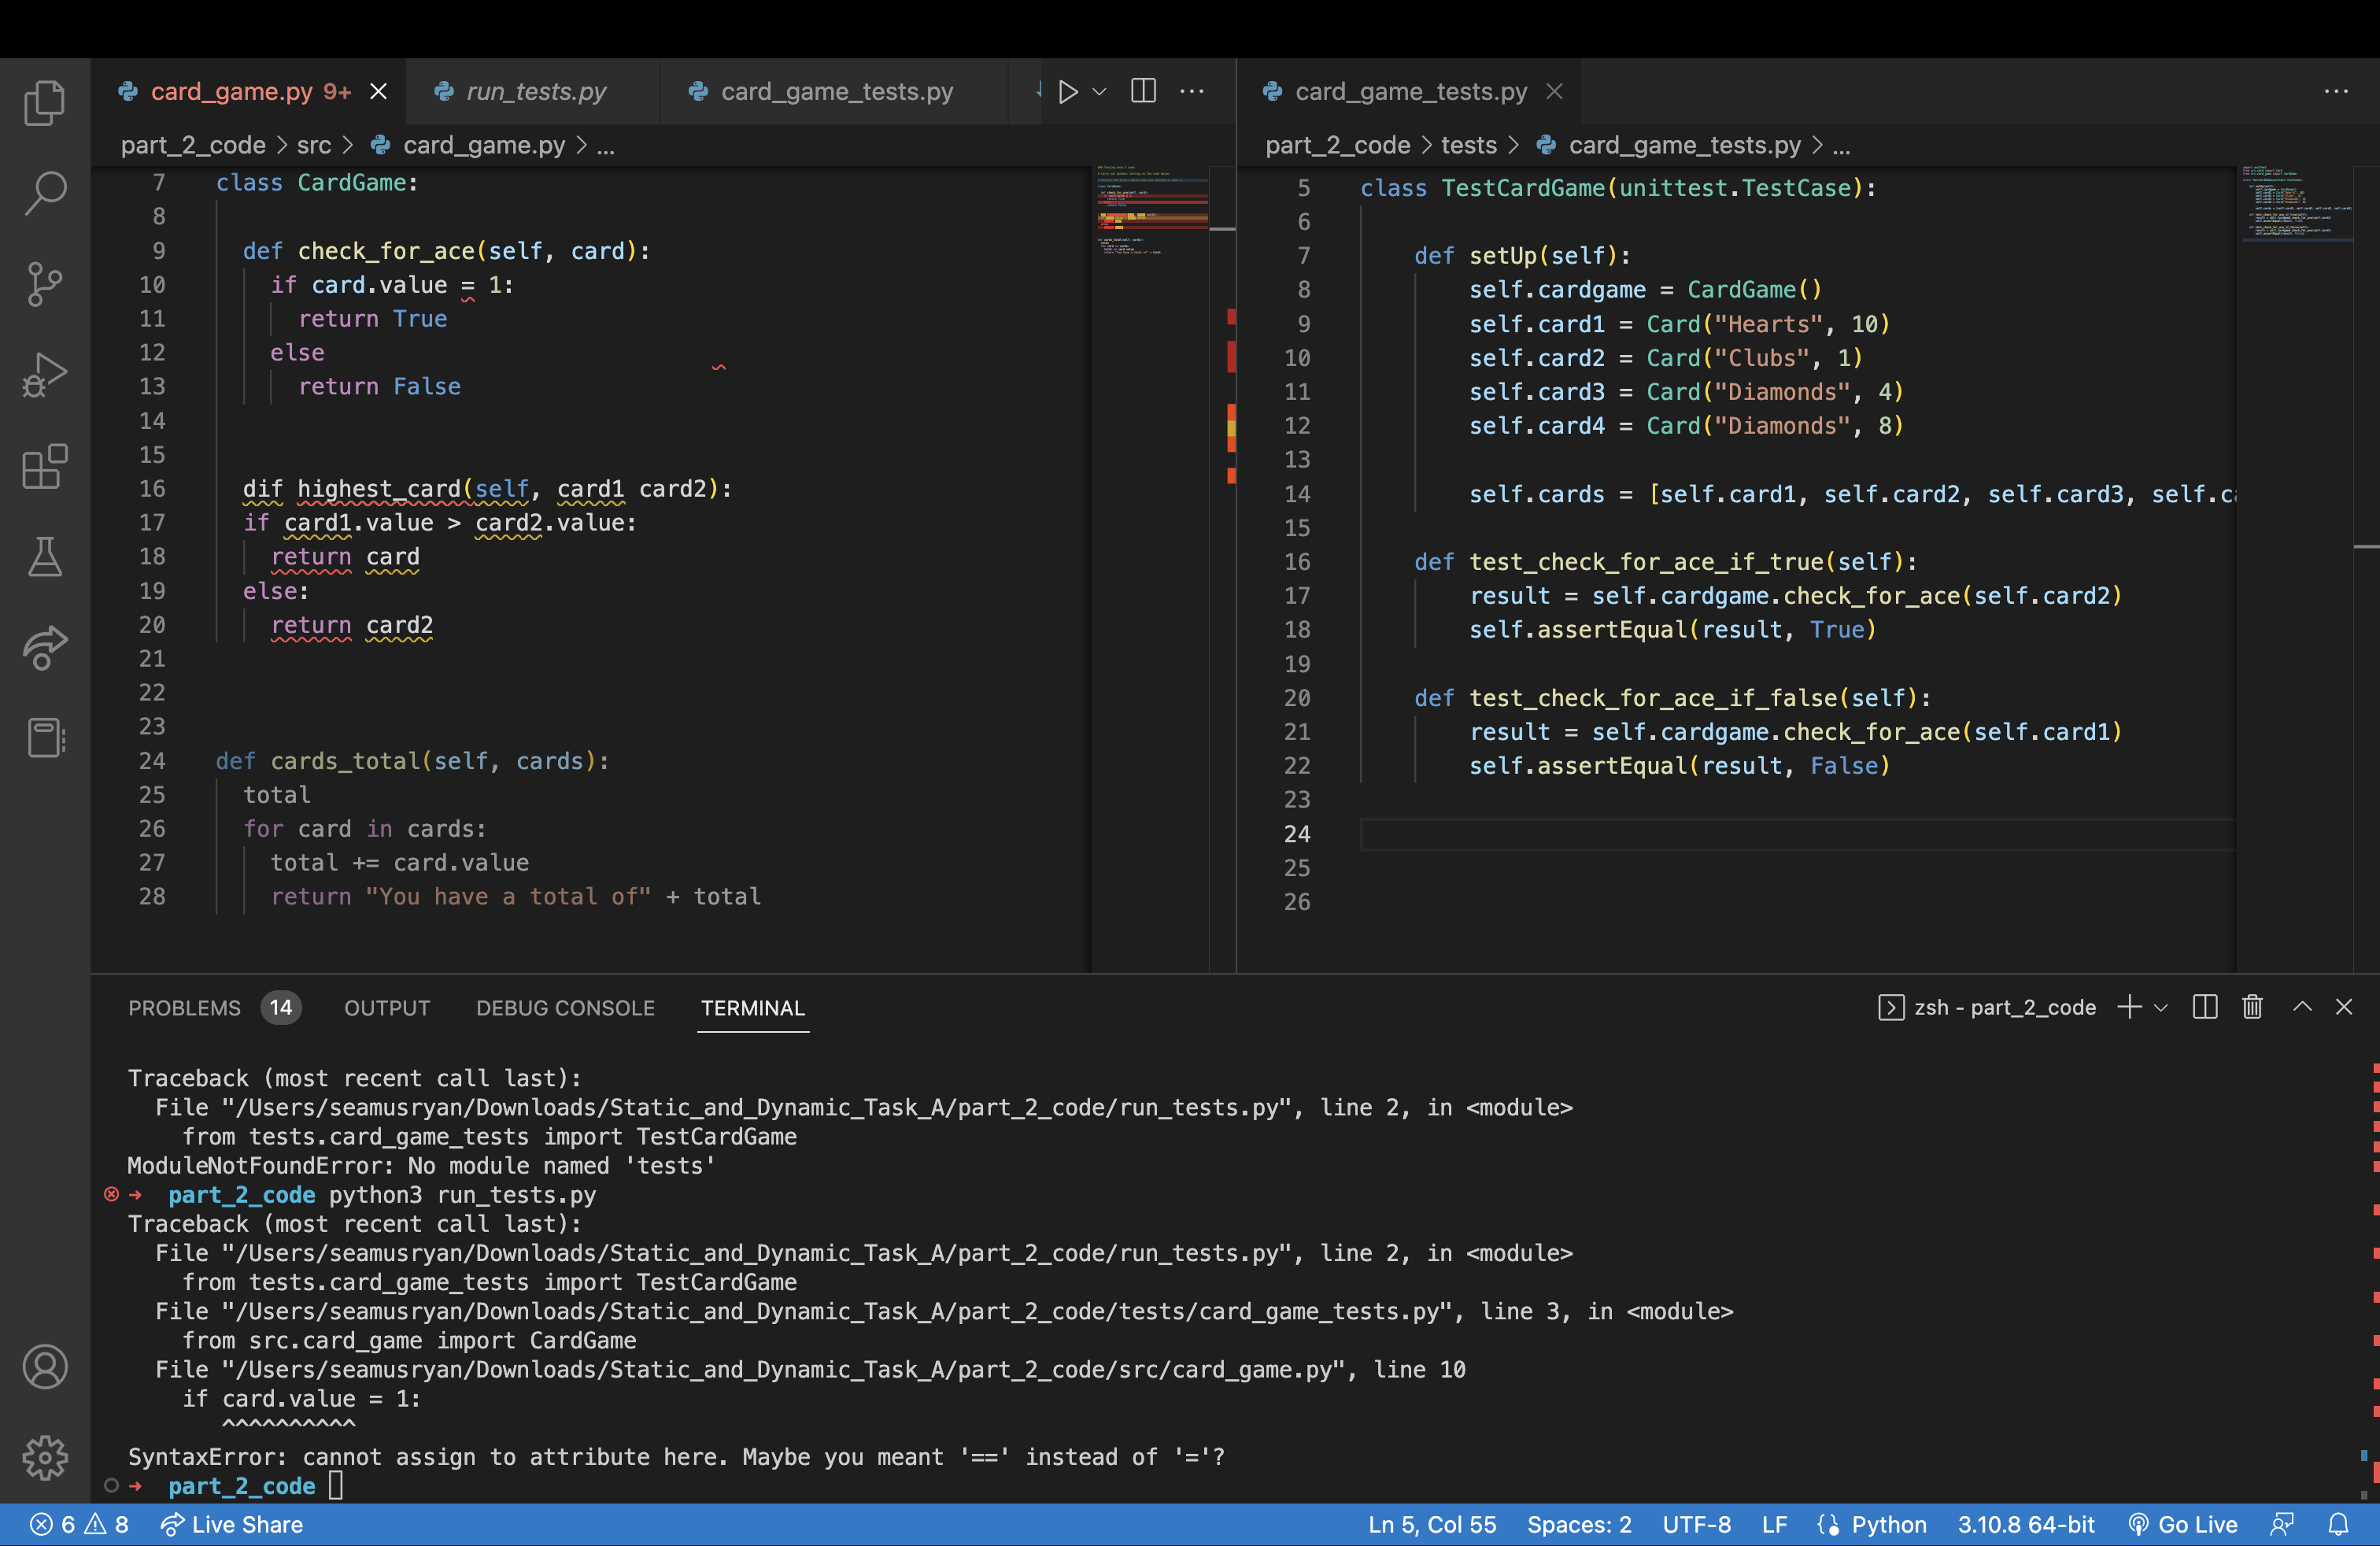 card_game.py 9+
run_tests.py
card_game_tests.py
card_game_tests.py
part_2_code > src > card_game.py > ...
7 class CardGame:
8
9 def check_for_ace(self, card):
10 if card.value = 1:
11 return True
12 else
13 return False
14
15
16 dif highest_card(self, card1 card2):
17 if card1.value > card2.value:
18 return card
19 else:
20 return card2
21
22
23
24 def cards_total(self, cards):
25 total
26 for card in cards:
27 total += card.value
28 return "You have a total of" + total
part_2_code > tests > card_game_tests.py > ...
5 class TestCardGame(unittest.TestCase):
6
7 def setUp(self):
8 self.cardgame = CardGame()
9 self.card1 = Card("Hearts", 10)
10 self.card2 = Card("Clubs", 1)
11 self.card3 = Card("Diamonds", 4)
12 self.card4 = Card("Diamonds", 8)
13
14 self.cards = [self.card1, self.card2, self.card3, self.ca
15
16 def test_check_for_ace_if_true(self):
17 result = self.cardgame.check_for_ace(self.card2)
18 self.assertEqual(result, True)
19
20 def test_check_for_ace_if_false(self):
21 result = self.cardgame.check_for_ace(self.card1)
22 self.assertEqual(result, False)
23
24
25
26
PROBLEMS 14 OUTPUT DEBUG CONSOLE TERMINAL
zsh - part_2_code
Traceback (most recent call last):
File "/Users/seamusryan/Downloads/Static_and_Dynamic_Task_A/part_2_code/run_tests.py", line 2, in <module>
from tests.card_game_tests import TestCardGame
ModuleNotFoundError: No module named 'tests'
➜ part_2_code python3 run_tests.py
Traceback (most recent call last):
File "/Users/seamusryan/Downloads/Static_and_Dynamic_Task_A/part_2_code/run_tests.py", line 2, in <module>
from tests.card_game_tests import TestCardGame
File "/Users/seamusryan/Downloads/Static_and_Dynamic_Task_A/part_2_code/tests/card_game_tests.py", line 3, in <module>
from src.card_game import CardGame
File "/Users/seamusryan/Downloads/Static_and_Dynamic_Task_A/part_2_code/src/card_game.py", line 10
if card.value = 1:
^^^^^^^^^^
SyntaxError: cannot assign to attribute here. Maybe you meant '==' instead of '='?
➜ part_2_code
6 8 Live Share
Ln 5, Col 55 Spaces: 2 UTF-8 LF Python 3.10.8 64-bit Go Live